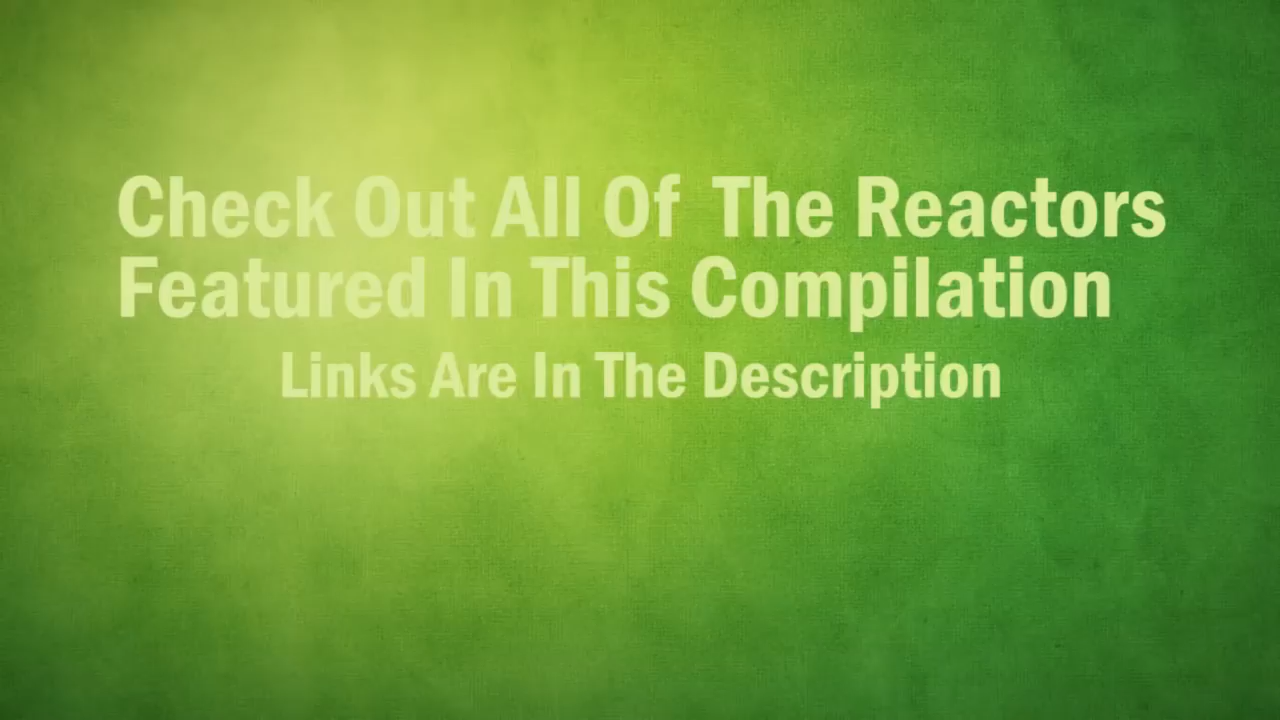 Check Out All Of The Reactors
Featured In This Compilation
Links Are In The Description